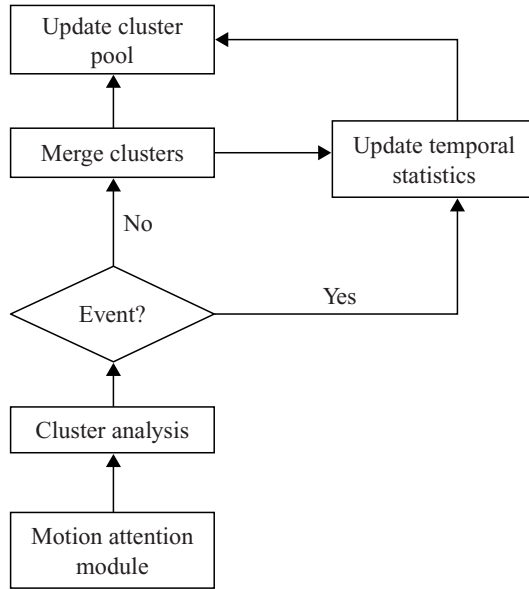 Update cluster
pool
Merge clusters
Update temporal
statistics
No
Yes
Event?
Cluster analysis
Motion attention
module